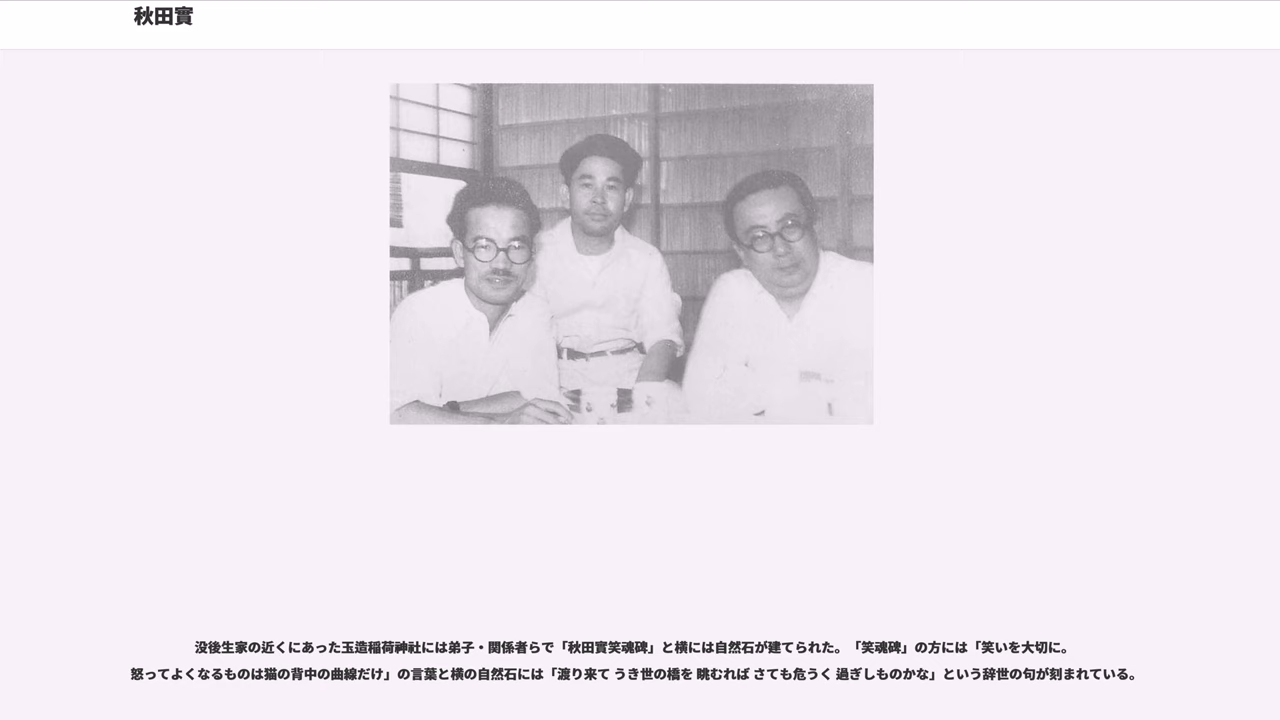 秋田實
没後生家の近くにあった玉造稲荷神社には弟子・関係者らで「秋田實笑魂碑」と横には自然石が建てられた。「笑魂碑」の方には「笑いを大切に。
怒ってよくなるものは猫の背中の曲線だけ」の言葉と横の自然石には「渡り来て うき世の橋を 眺むれば さても危うく 過ぎしものかな」という辞世の句が刻まれている。